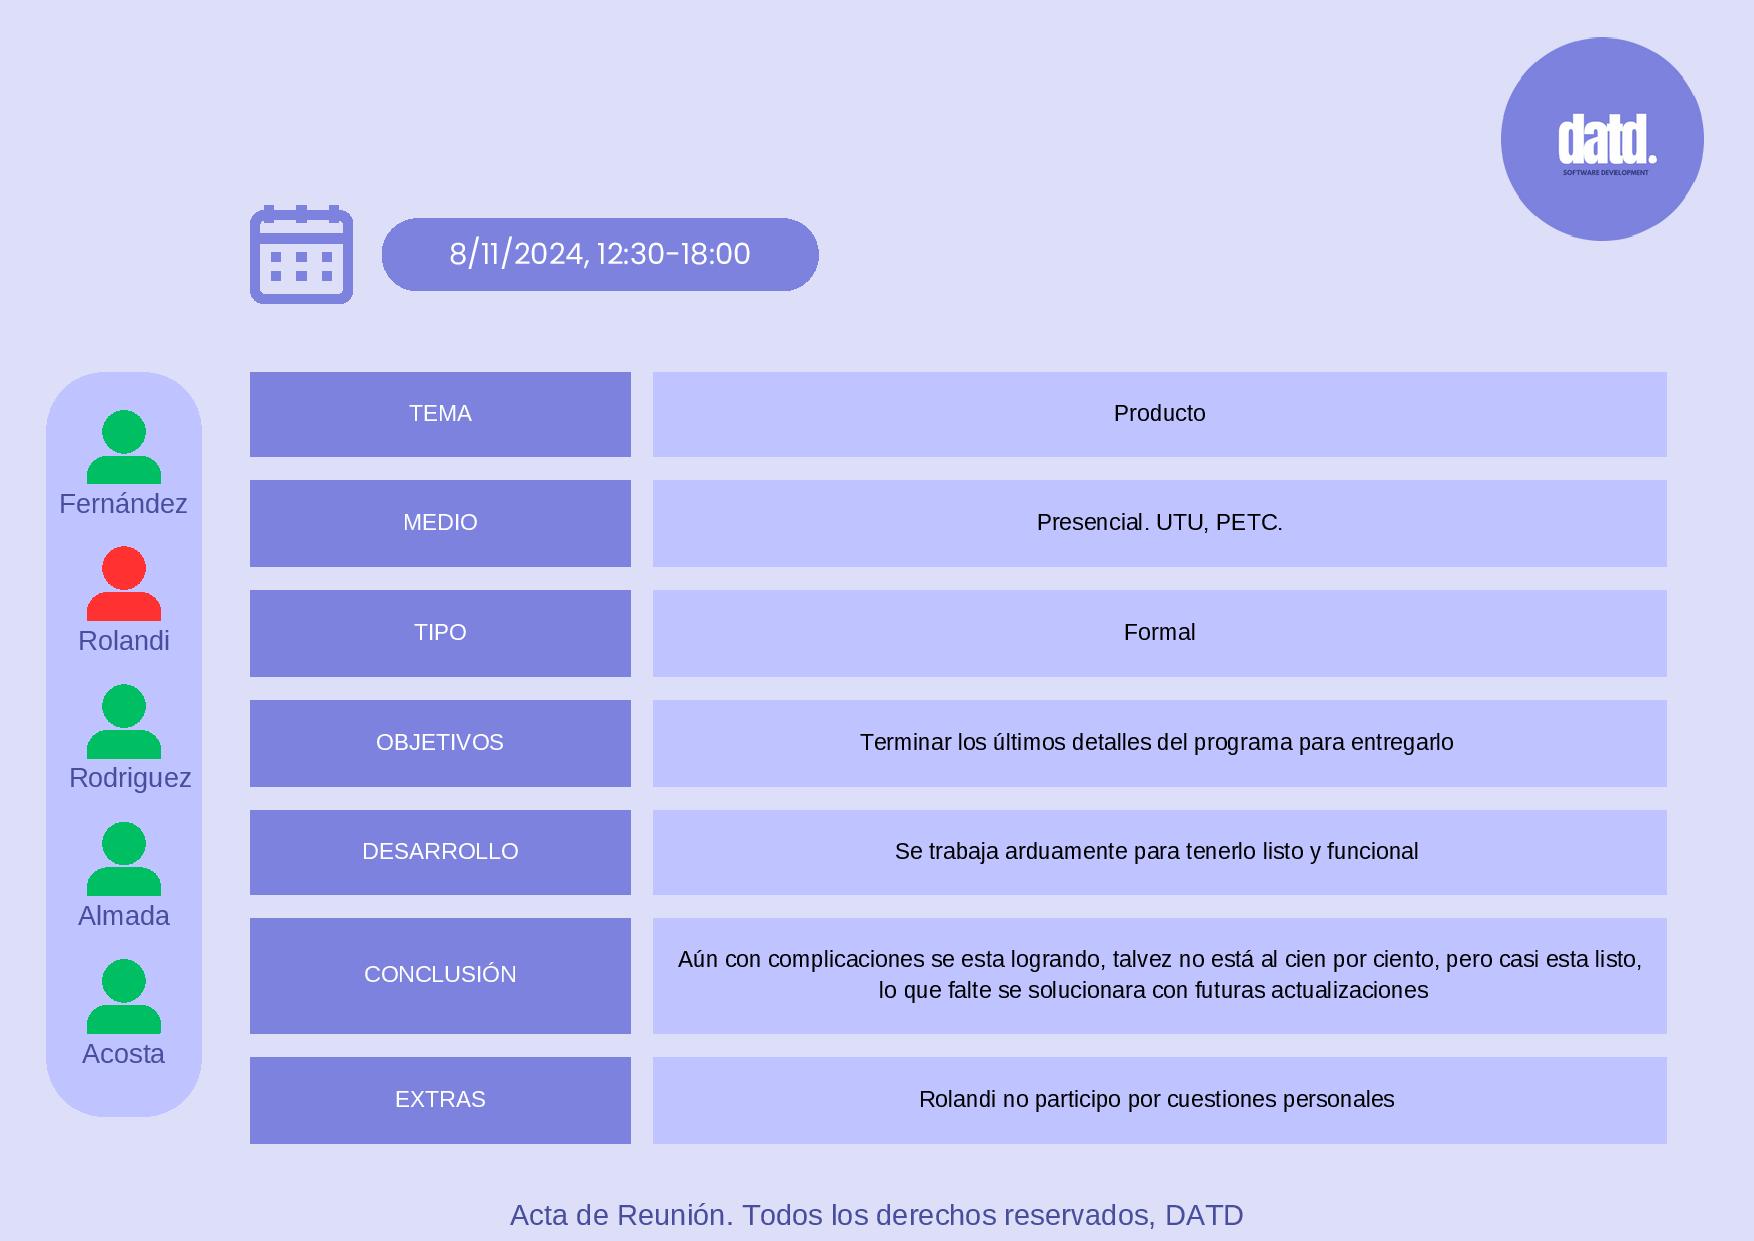 datd.
SOFTWARE DEVELOPMENT
8/11/2024, 12:30-18:00
Fernández
Rolandi
Rodriguez
Almada
Acosta
TEMA
Producto
MEDIO
Presencial. UTU, PETC.
TIPO
Formal
OBJETIVOS
Terminar los últimos detalles del programa para entregarlo
DESARROLLO
Se trabaja arduamente para tenerlo listo y funcional
CONCLUSIÓN
Aún con complicaciones se esta logrando, talvez no está al cien por ciento, pero casi esta listo,
lo que falte se solucionara con futuras actualizaciones
EXTRAS
Rolandi no participo por cuestiones personales
Acta de Reunión. Todos los derechos reservados, DATD